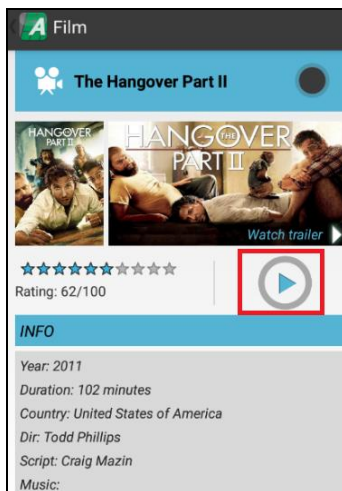 Film
The Hangover Part II
HANGOVER
PART II
HANGOVER
THE
PART II
Watch trailer
Rating: 62/100
INFO
Year: 2011
Duration: 102 minutes
Country: United States of America
Dir: Todd Phillips
Script: Craig Mazin
Music: